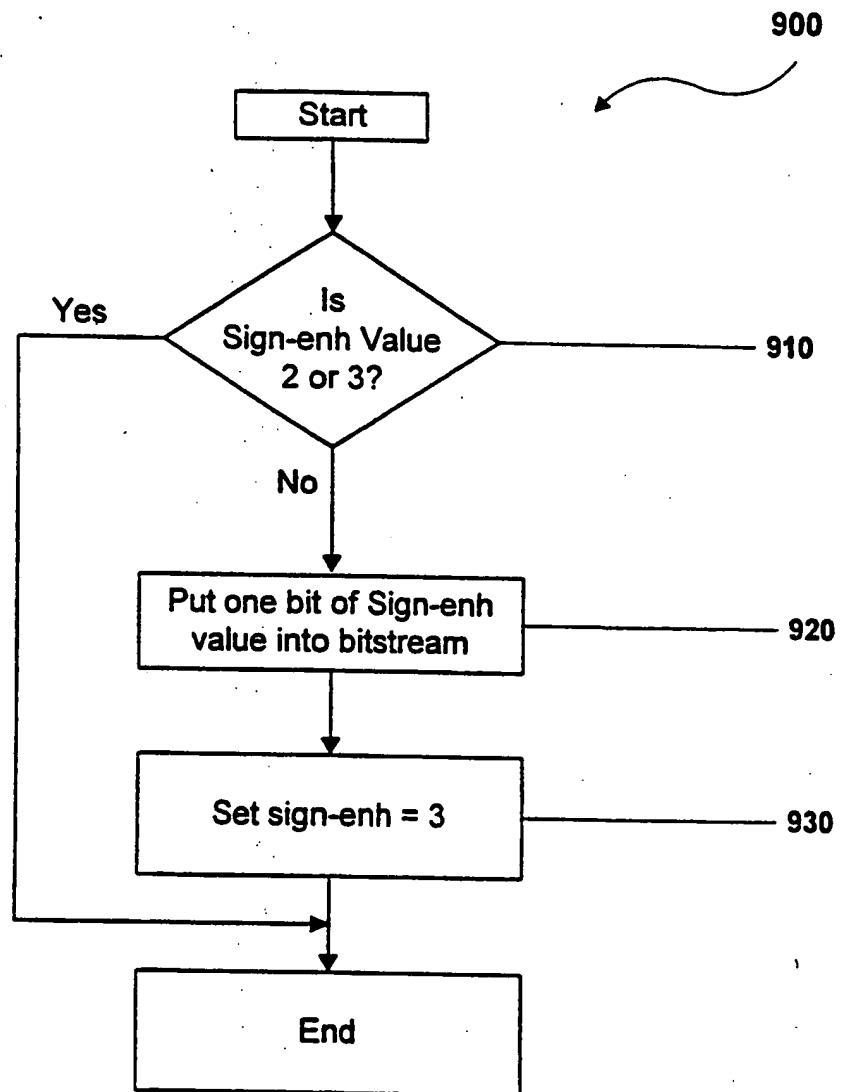 900
Start
Is
Sign-enh Value
2 or 3?
Yes
910
No
Put one bit of Sign-enh
value into bitstream
920
Set sign-enh = 3
930
End